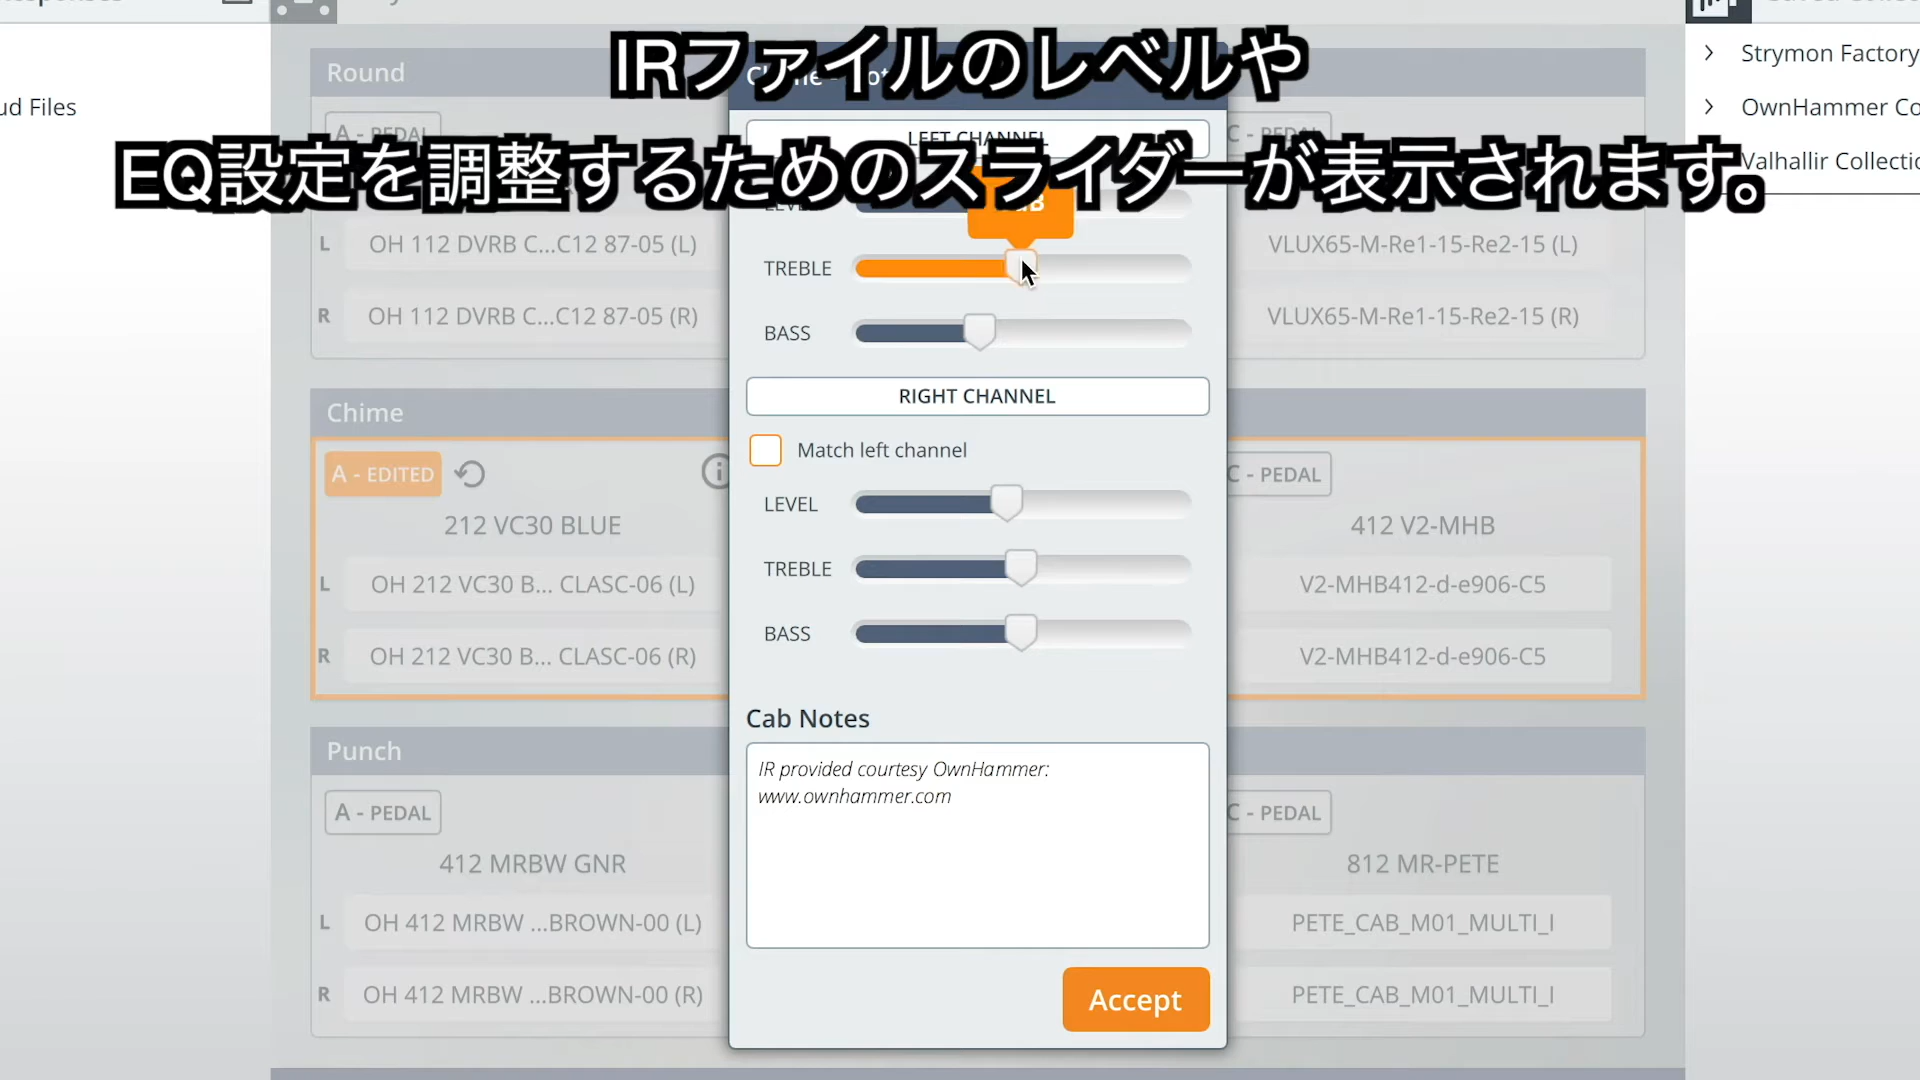 IRファイルのレベルや
EQ設定を調整するためのスライダーが表示されます。
ud Files
Round
A - PEDAL
L OH 112 DVRB C...C12 87-05 (L)
R OH 112 DVRB C...C12 87-05 (R)
Chime
A - EDITED
212 VC30 BLUE
L OH 212 VC30 B... CLASC-06 (L)
R OH 212 VC30 B... CLASC-06 (R)
Punch
A - PEDAL
412 MRBW GNR
L OH 412 MRBW ...BROWN-00 (L)
R OH 412 MRBW ...BROWN-00 (R)
LEFT CHANNEL
LEVEL
TREBLE
BASS
RIGHT CHANNEL
Match left channel
LEVEL
TREBLE
BASS
Cab Notes
IR provided courtesy OwnHammer:
www.ownhammer.com
Accept
C - PEDAL
VLUX65-M-Re1-15-Re2-15 (L)
VLUX65-M-Re1-15-Re2-15 (R)
C - PEDAL
412 V2-MHB
V2-MHB412-d-e906-C5
V2-MHB412-d-e906-C5
C - PEDAL
812 MR-PETE
PETE_CAB_M01_MULTI_I
PETE_CAB_M01_MULTI_I
Strymon Factory
OwnHammer Co
Valhallir Collectio